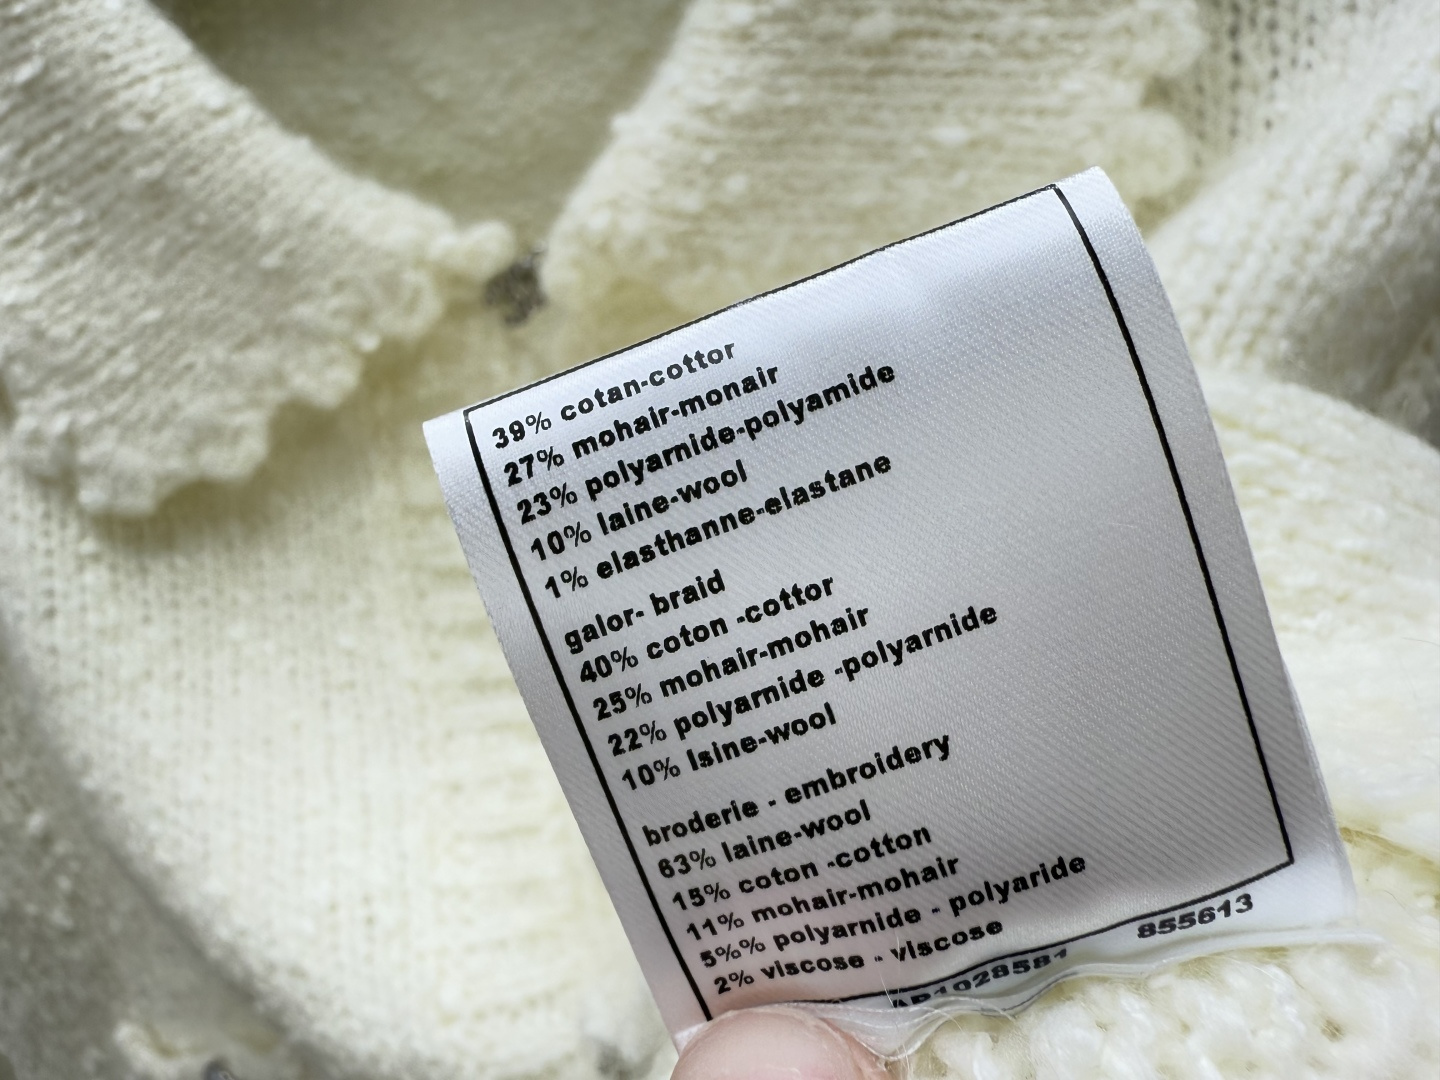 39% cotan-cottor
27% mohair-monair
23% polyarnide-polyamide
10% laine-wool
1% elasthanne-elastane
galor- braid
40% coton -cottor
25% mohair-mohair
22% polyarnide -polyarnide
10% lsine-wool
broderie - embroidery
63% laine-wool
15% coton -cotton
11% mohair-mohair
5%% polyarnide - polyaride
2% viscose - viscose
AP1028581 855613